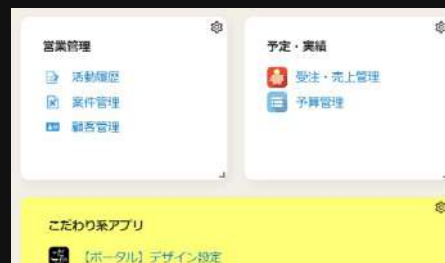 営業管理
活動履歴
案件管理
顧客管理
予定・実績
受注・売上管理
予算管理
こだわり系アプリ
【ポータル】デザイン設定